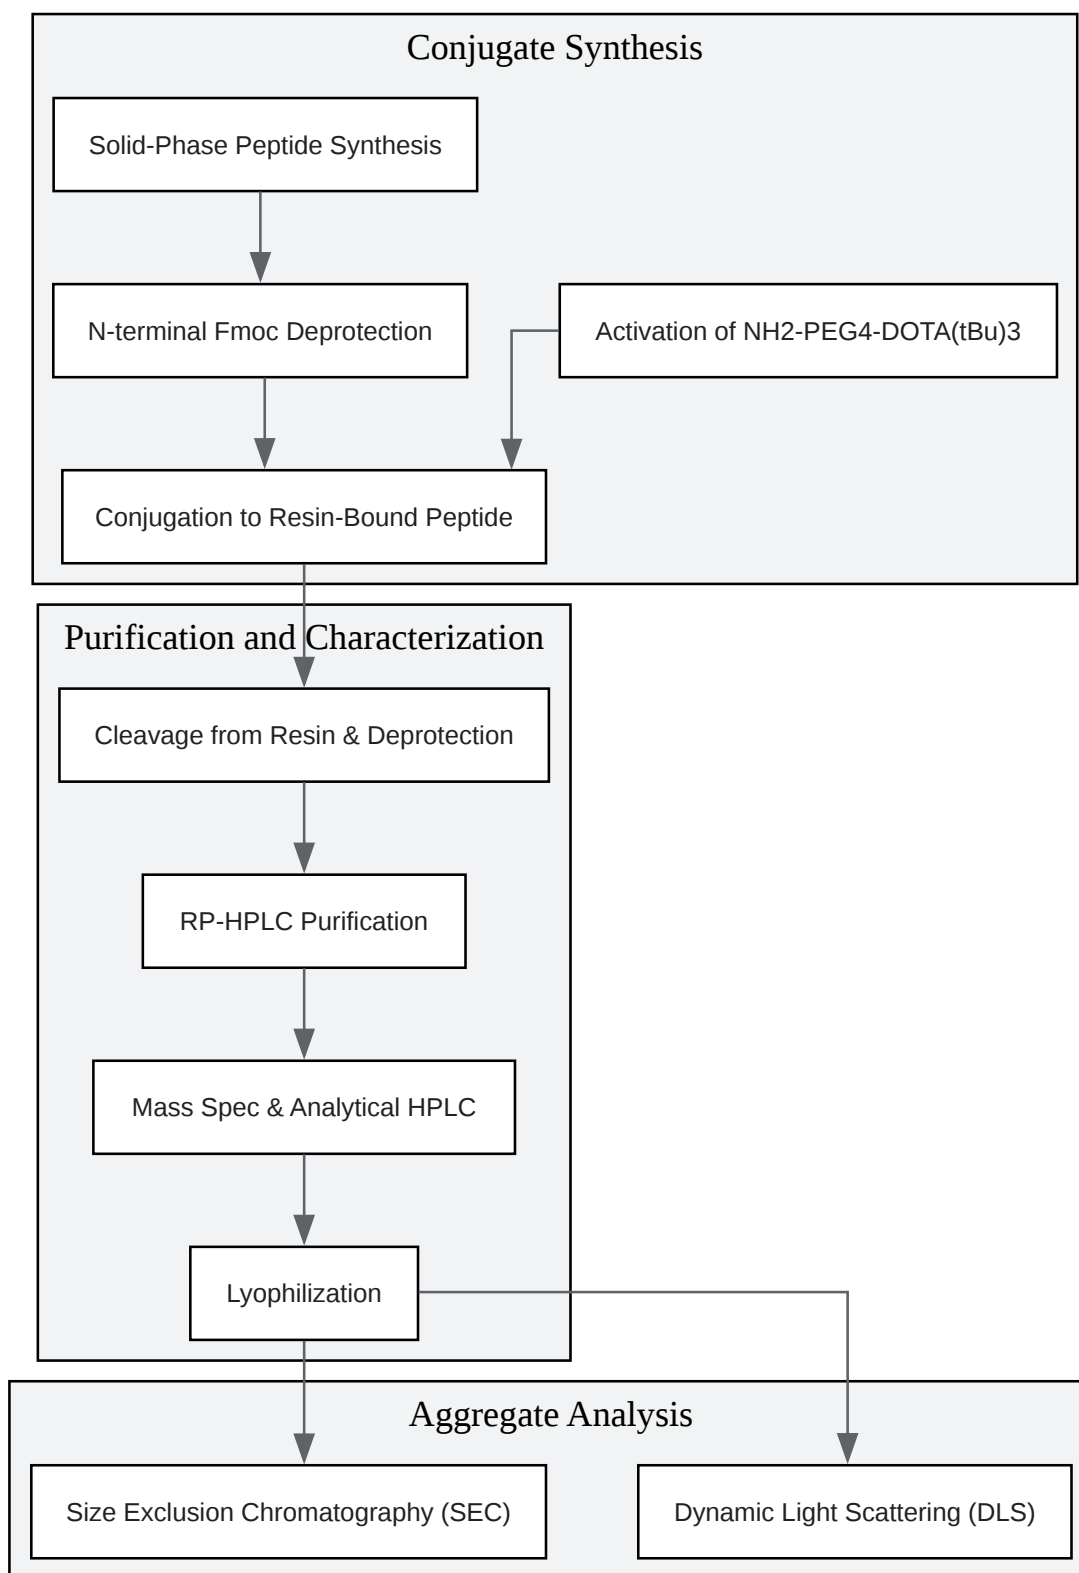 Conjugate Synthesis
Solid-Phase Peptide Synthesis
N-terminal Fmoc Deprotection
Activation of NH2-PEG4-DOTA(tBu)3
Conjugation to Resin-Bound Peptide
Purification and Characterization
Cleavage from Resin & Deprotection
RP-HPLC Purification
Mass Spec & Analytical HPLC
Lyophilization
Aggregate Analysis
Size Exclusion Chromatography (SEC)
Dynamic Light Scattering (DLS)